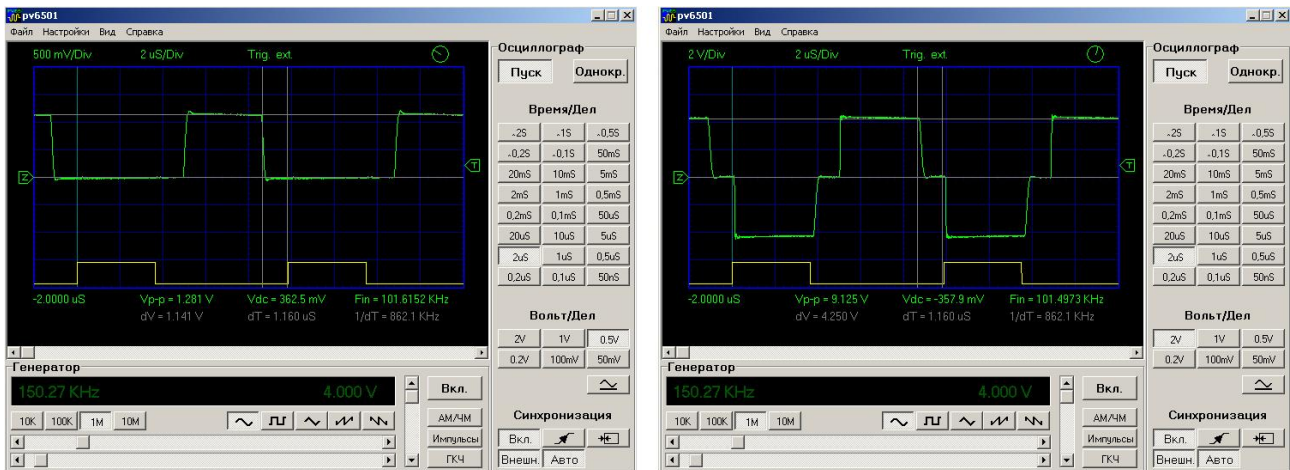 pv6501
Файл Настройки Вид Справка
500 mV/Div 2 uS/Div Trig. ext.
Z
T
-2.0000 uS Vp-p = 1.281 V Vdc = 362.5 mV Fin = 101.6152 KHz
dV = 1.141 V dT = 1.160 uS 1/dT = 862.1 KHz
Осциллограф
Пуск Однокр.
Время/Дел
-2S -1S -0,5S
-0,2S -0,1S 50mS
20mS 10mS 5mS
2mS 1mS 0,5mS
0,2mS 0,1mS 50uS
20uS 10uS 5uS
2uS 1uS 0,5uS
0,2uS 0,1uS 50nS
Вольт/Дел
2V 1V 0.5V
0.2V 100mV 50mV
Синхронизация
Вкл.
Внешн. Авто
Генератор
150.27 KHz 4.000 V
Вкл.
10K 100K 1M 10M
АМ/ЧМ
Импульсы
ГКЧ
pv6501
Файл Настройки Вид Справка
2 V/Div 2 uS/Div Trig. ext.
Z
T
-2.0000 uS Vp-p = 9.125 V Vdc = -357.9 mV Fin = 101.4973 KHz
dV = 4.250 V dT = 1.160 uS 1/dT = 862.1 KHz
Осциллограф
Пуск Однокр.
Время/Дел
-2S -1S -0,5S
-0,2S -0,1S 50mS
20mS 10mS 5mS
2mS 1mS 0,5mS
0,2mS 0,1mS 50uS
20uS 10uS 5uS
2uS 1uS 0,5uS
0,2uS 0,1uS 50nS
Вольт/Дел
2V 1V 0.5V
0.2V 100mV 50mV
Синхронизация
Вкл.
Внешн. Авто
Генератор
150.27 KHz 4.000 V
Вкл.
10K 100K 1M 10M
АМ/ЧМ
Импульсы
ГКЧ